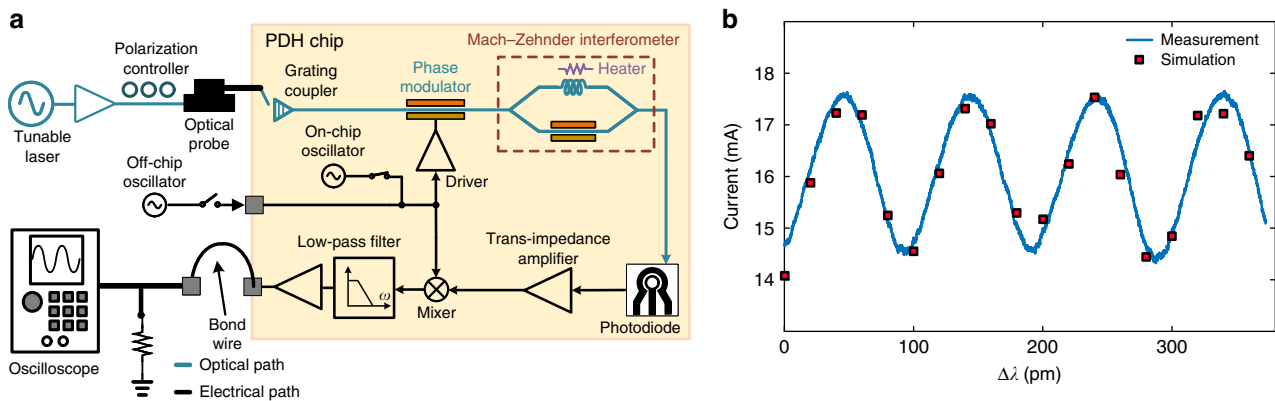 a
PDH chip
Polarization
controller
Grating
coupler
Phase
modulator
Mach–Zehnder interferometer
Heater
Tunable
laser
Optical
probe
On-chip
oscillator
Off-chip
oscillator
Driver
Low-pass filter
Trans-impedance
amplifier
ω
Mixer
Photodiode
Bond
wire
Oscilloscope
Optical path
Electrical path
b
Measurement
Simulation
18
17
16
15
14
Current (mA)
0
100
200
300
Δλ (pm)